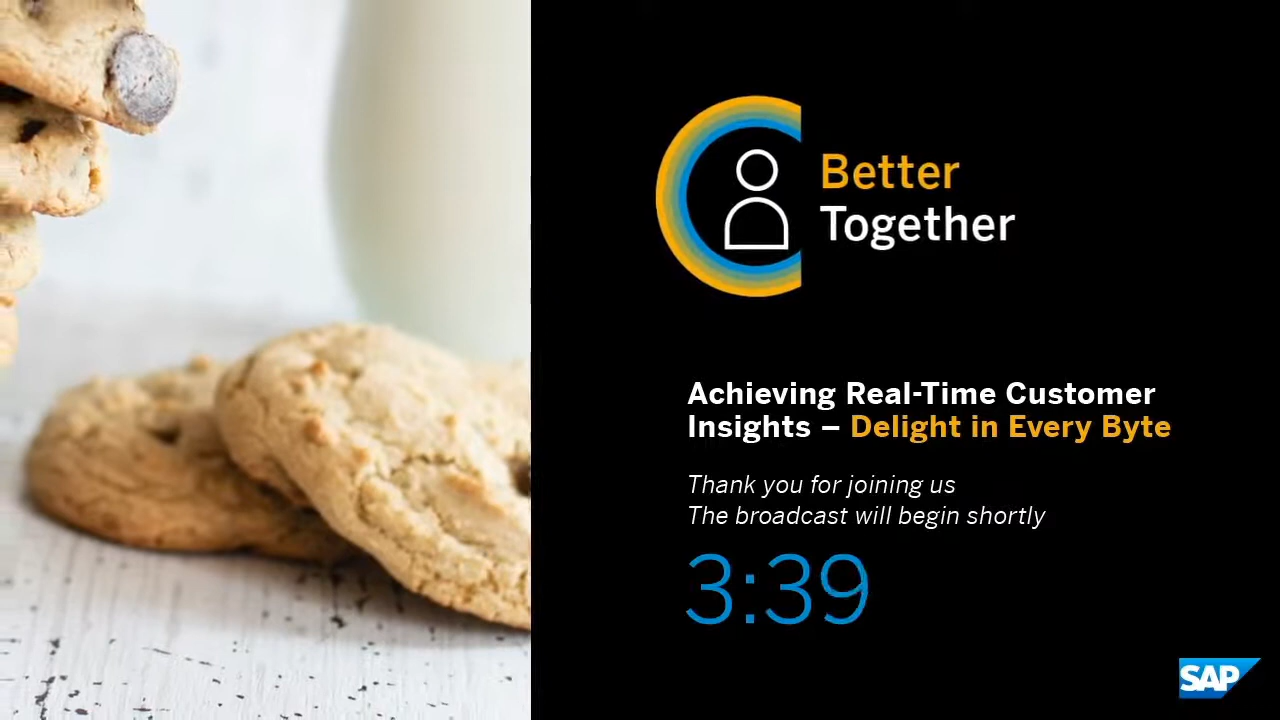 Better
Together
Achieving Real-Time Customer
Insights – Delight in Every Byte
Thank you for joining us
The broadcast will begin shortly
3:39
SAP